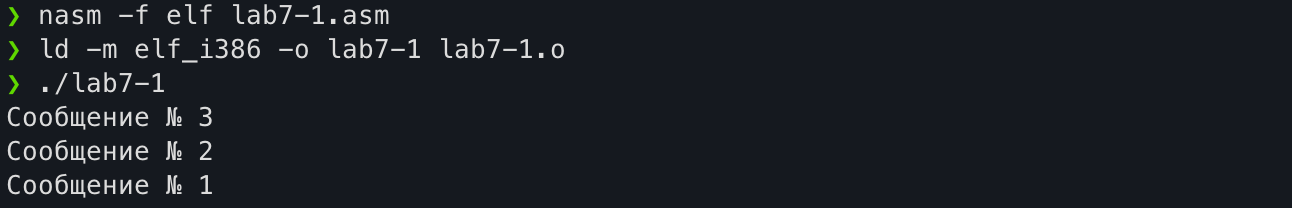 ❯ nasm -f elf lab7-1.asm
❯ ld -m elf_i386 -o lab7-1 lab7-1.o
❯ ./lab7-1
Сообщение № 3
Сообщение № 2
Сообщение № 1